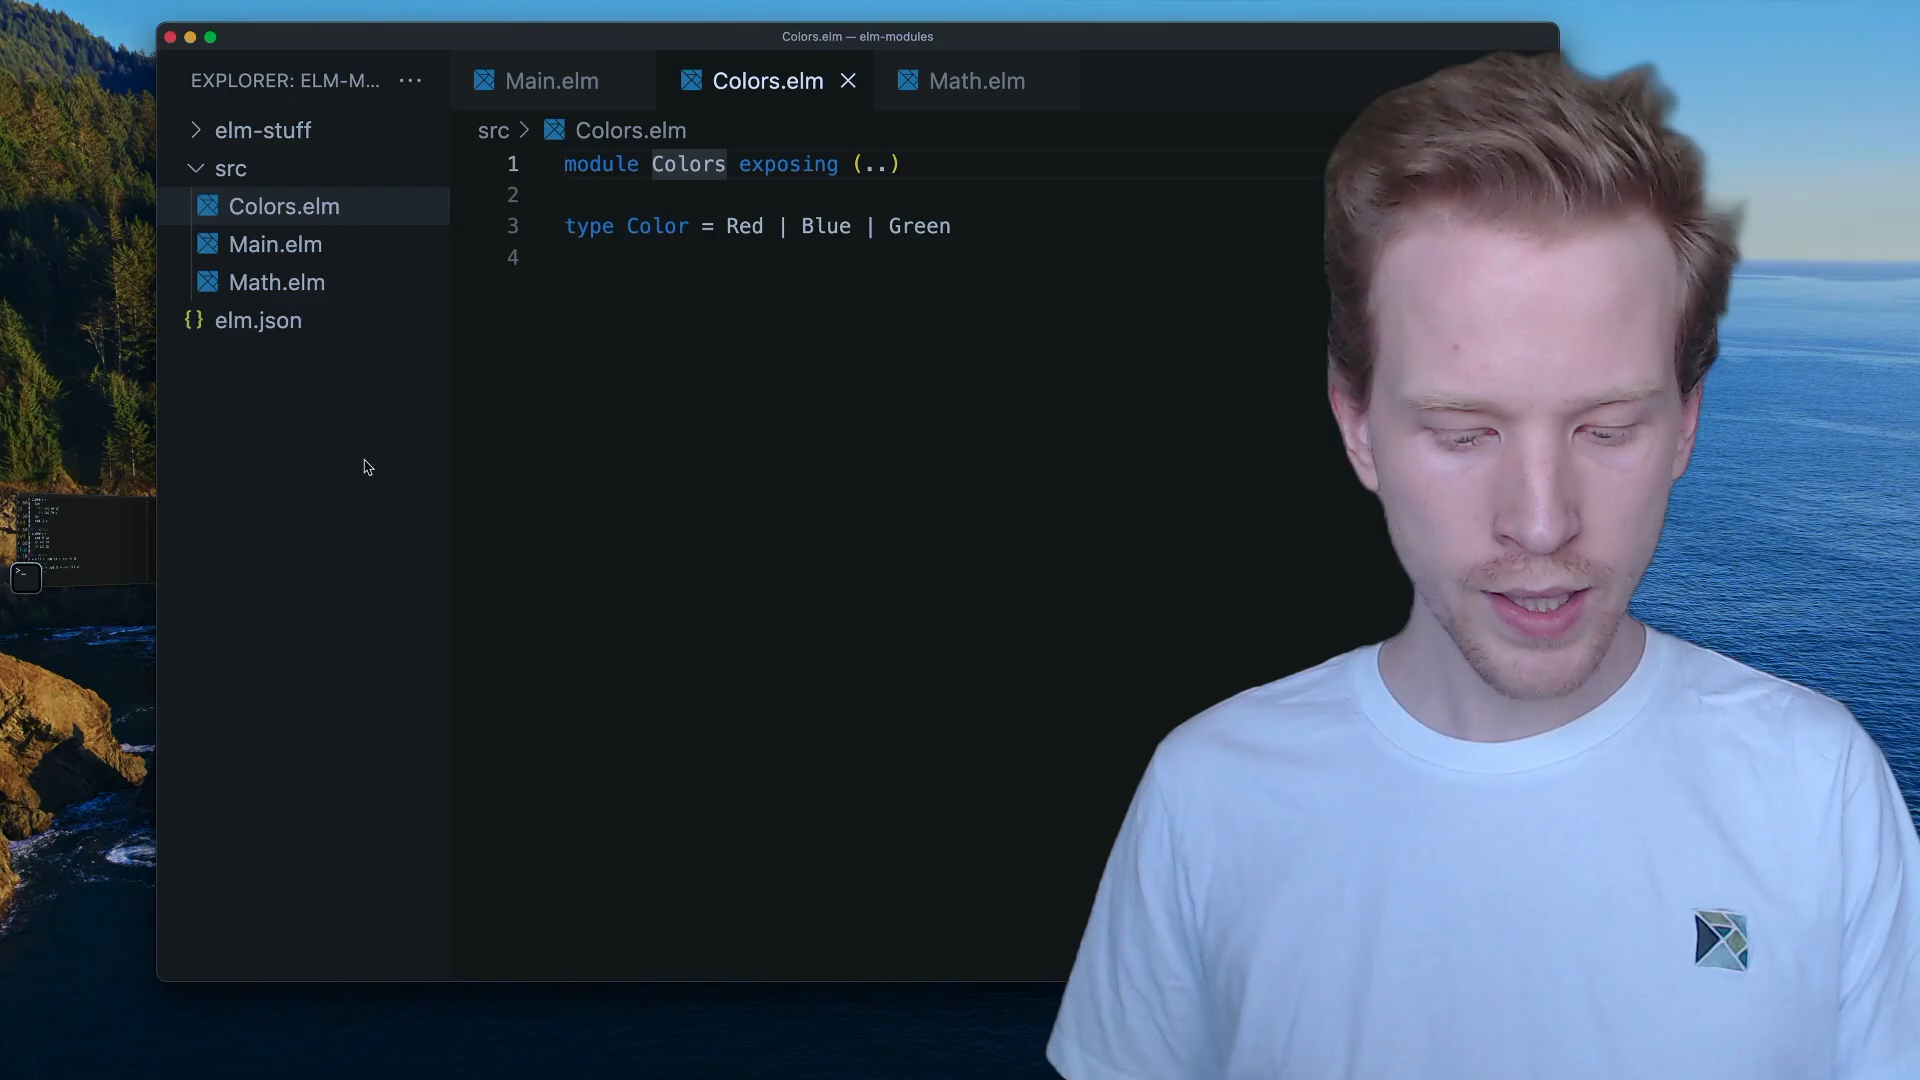 Colors.elm — elm-modules
EXPLORER: ELM-M... ···
Main.elm
Colors.elm
Math.elm
elm-stuff
src
Colors.elm
Main.elm
Math.elm
{} elm.json
src > Colors.elm
1 module Colors exposing (..)
2
3 type Color = Red | Blue | Green
4